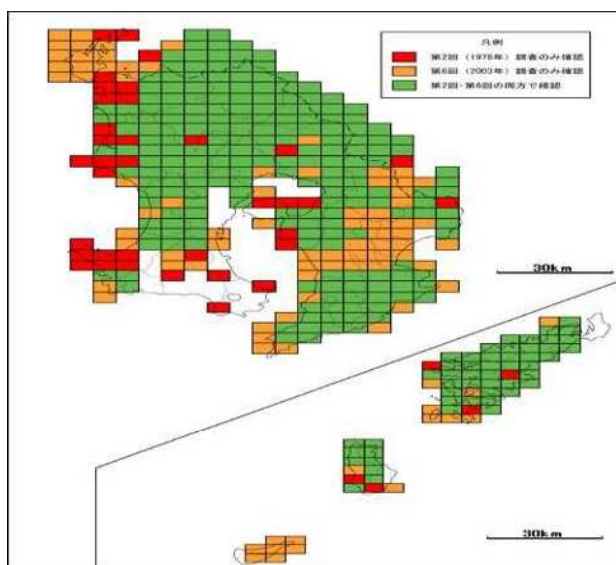 凡例
第2回（1978年）調査のみ確認
第6回（2003年）調査のみ確認
第2回・第6回の両方で確認
30km
30km